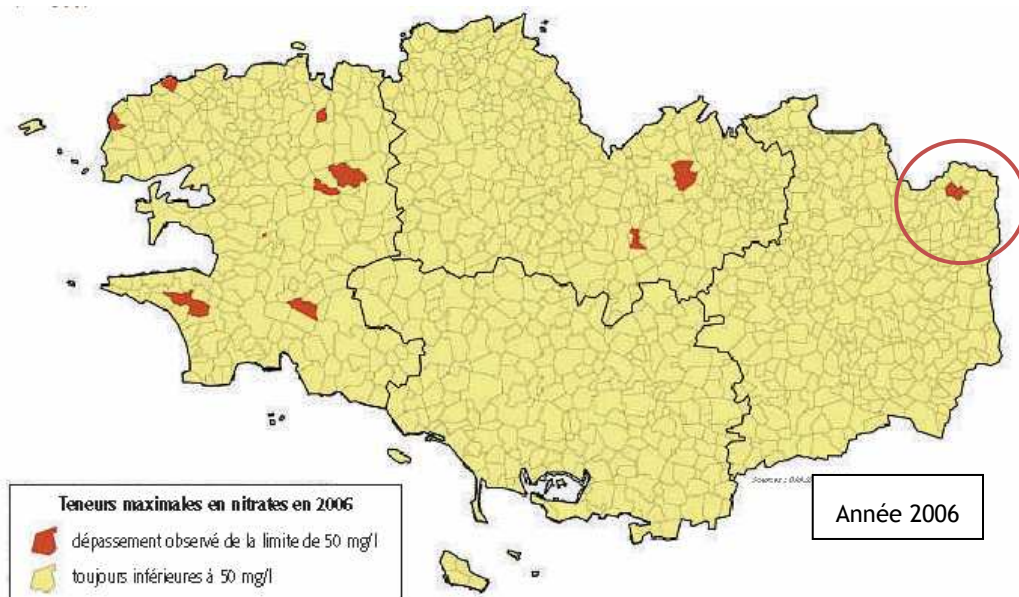 Année 2006
Teneurs maximales en nitrates en 2006
dépassement observé de la limite de 50 mg/l
toujours inférieures à 50 mg/l